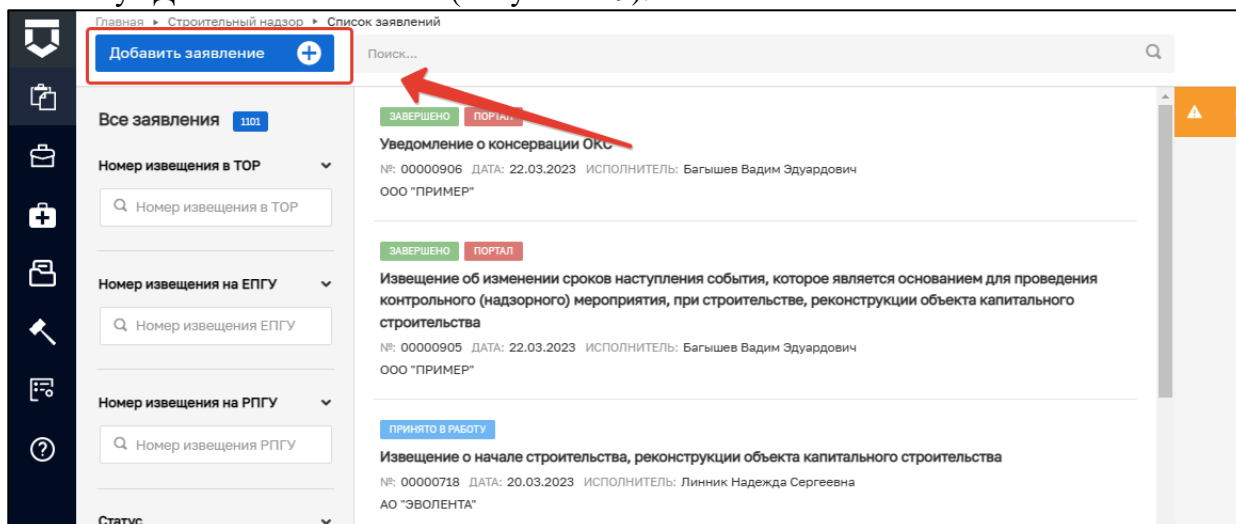 Главная ▸ Строительный надзор ▸ Список заявлений
Добавить заявление
Поиск...
Все заявления 1101
Номер извещения в ТОР
Номер извещения в ТОР
Номер извещения на ЕПГУ
Номер извещения ЕПГУ
Номер извещения на РПГУ
Номер извещения РПГУ
Статус
ЗАВЕРШЕНО ПОРТАЛ
Уведомление о консервации ОКС
№: 00000906 ДАТА: 22.03.2023 ИСПОЛНИТЕЛЬ: Багышев Вадим Эдуардович
ООО "ПРИМЕР"
ЗАВЕРШЕНО ПОРТАЛ
Извещение об изменении сроков наступления события, которое является основанием для проведения
контрольного (надзорного) мероприятия, при строительстве, реконструкции объекта капитального
строительства
№: 00000905 ДАТА: 22.03.2023 ИСПОЛНИТЕЛЬ: Багышев Вадим Эдуардович
ООО "ПРИМЕР"
ПРИНЯТО В РАБОТУ
Извещение о начале строительства, реконструкции объекта капитального строительства
№: 00000718 ДАТА: 20.03.2023 ИСПОЛНИТЕЛЬ: Линник Надежда Сергеевна
АО "ЭВОЛЕНТА"